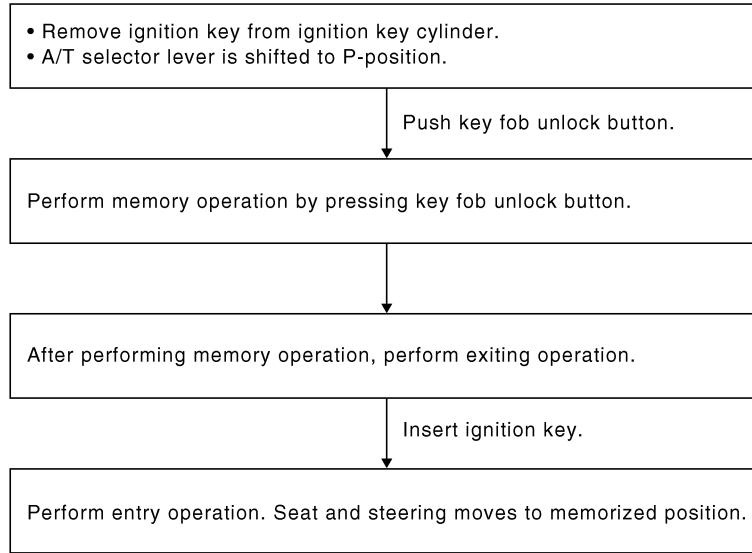 • Remove ignition key from ignition key cylinder.
• A/T selector lever is shifted to P-position.
Push key fob unlock button.
Perform memory operation by pressing key fob unlock button.
After performing memory operation, perform exiting operation.
Insert ignition key.
Perform entry operation. Seat and steering moves to memorized position.